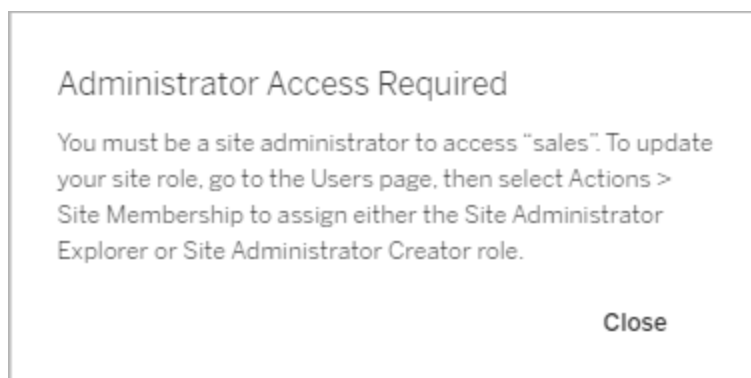 Administrator Access Required
You must be a site administrator to access “sales”. To update
your site role, go to the Users page, then select Actions >
Site Membership to assign either the Site Administrator
Explorer or Site Administrator Creator role.
Close